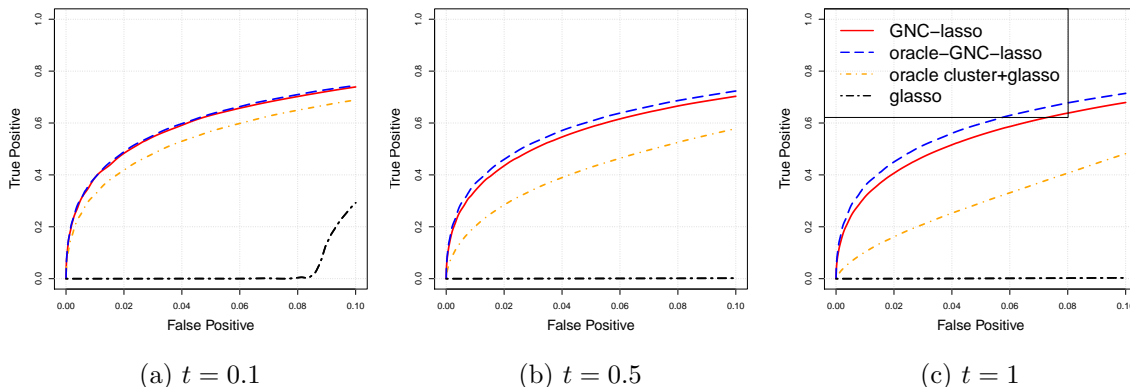 True Positive
1.0
0.8
0.6
0.4
0.2
0.0
0.00 0.02 0.04 0.06 0.08 0.10
False Positive
(a) t = 0.1
True Positive
1.0
0.8
0.6
0.4
0.2
0.0
0.00 0.02 0.04 0.06 0.08 0.10
False Positive
(b) t = 0.5
True Positive
1.0
0.8
0.6
0.4
0.2
0.0
GNC−lasso
oracle−GNC−lasso
oracle cluster+glasso
glasso
0.00 0.02 0.04 0.06 0.08 0.10
False Positive
(c) t = 1